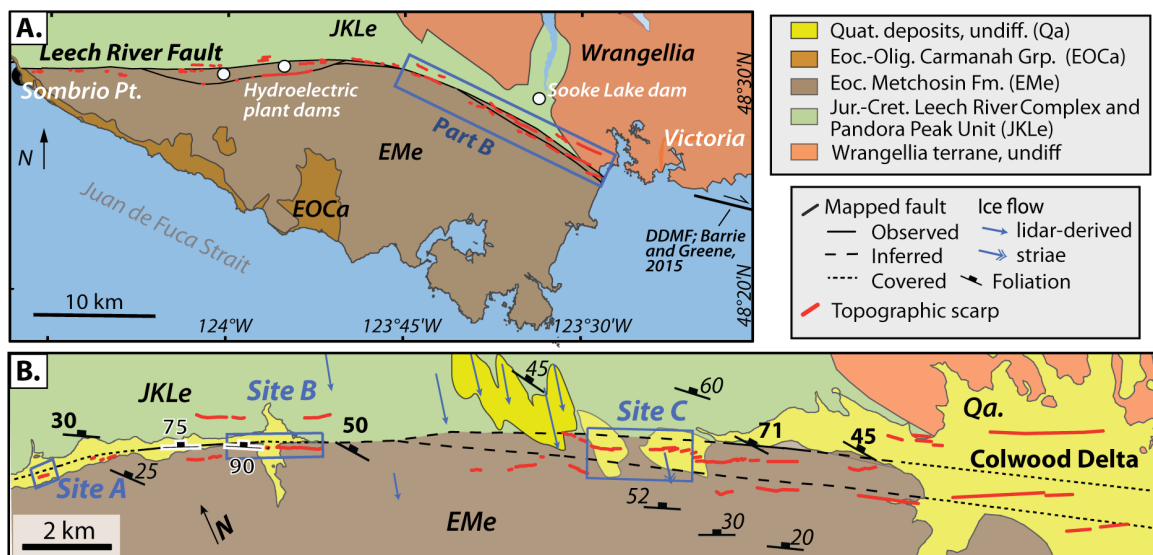 A.
JKLe
Wrangellia
Leech River Fault
Sombrio Pt.
Hydroelectric
plant dams
Sooke Lake dam
48°30'N
Victoria
Part B
N
EMe
EOCa
Juan de Fuca Strait
DDMF; Barrie
and Greene,
2015
48°20'N
10 km
124°W
123°45'W
123°30'W
Quat. deposits, undiff. (Qa)
Eoc.-Olig. Carmanah Grp. (EOCa)
Eoc. Metchosin Fm. (EMe)
Jur.-Cret. Leech River Complex and
Pandora Peak Unit (JKLe)
Wrangellia terrane, undiff
Mapped fault
Ice flow
Observed
lidar-derived
Inferred
striae
Covered
Foliation
Topographic scarp
B.
JKLe
Site B
45
60
Site C
Qa.
30
75
50
71
45
Colwood Delta
90
25
Site A
52
N
30
20
EMe
2 km